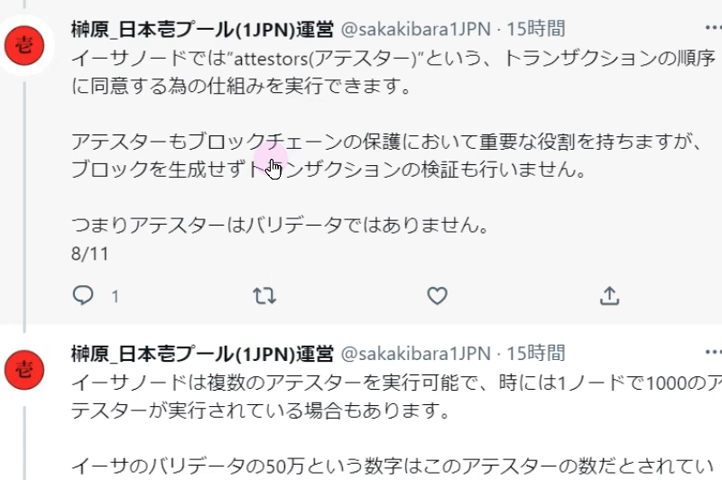 榊原_日本壱プール(1JPN)運営 @sakakibara1JPN · 15時間
壱
イーサノードでは”attestors(アテスター)”という、トランザクションの順序
に同意する為の仕組みを実行できます。
アテスターもブロックチェーンの保護において重要な役割を持ちますが、
ブロックを生成せずトランザクションの検証も行いません。
つまりアテスターはバリデータではありません。
8/11
1
榊原_日本壱プール(1JPN)運営 @sakakibara1JPN · 15時間
壱
イーサノードは複数のアテスターを実行可能で、時には1ノードで1000のア
テスターが実行されている場合もあります。
イーサのバリデータの50万という数字はこのアテスターの数だとされてい